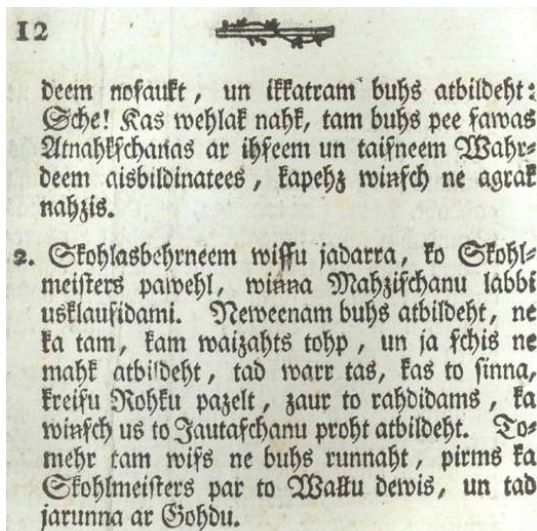 12
deem nosaukt, un ikkatram buhs atbildeht:
Sche! Kas wehlak nahk, tam buhs pee sawas
Atnahkschanas ar ihseem un taisneem Wahr-
deem aisbildinatees, kapehz winsch ne agrak
nahzis.
2. Skohlasbehrneem wissu jadarra, ko Skohl-
meisters pawehl, winna Mahzischanu labbi
usklausidami. Neweenam buhs atbildeht, ne
ka tam, kam waizahts tohp, un ja schis ne
mahk atbildeht, tad warr tas, kas to sinna,
kreisu Rohku pazelt, zaur to rahdidams, ka
winsch us to Jautaschanu proht atbildeht. To-
mehr tam wiss ne buhs runnaht, pirms ka
Skohlmeisters par to Wallu dewis, un tad
jarunna ar Gohdu.